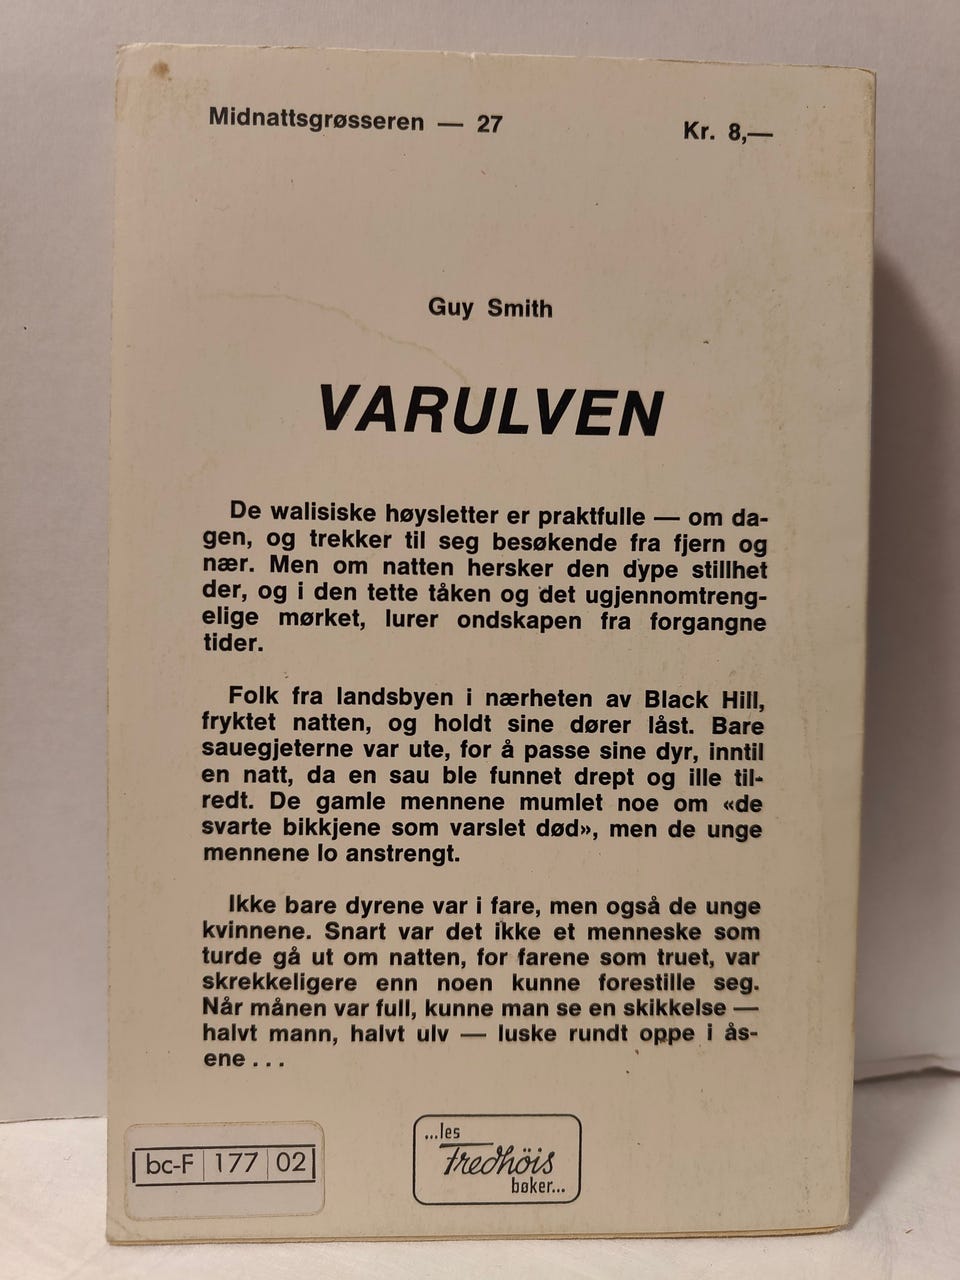 Midnattsgrøsseren — 27
Kr. 8,—
Guy Smith
VARULVEN
De walisiske høysletter er praktfulle — om da-
gen, og trekker til seg besøkende fra fjern og
nær. Men om natten hersker den dype stillhet
der, og i den tette tåken og det ugjennomtreng-
elige mørket, lurer ondskapen fra forgangne
tider.
Folk fra landsbyen i nærheten av Black Hill,
fryktet natten, og holdt sine dører låst. Bare
sauegjeterne var ute, for å passe sine dyr, inntil
en natt, da en sau ble funnet drept og ille til-
redt. De gamle mennene mumlet noe om «de
svarte bikkjene som varslet død», men de unge
mennene lo anstrengt.
Ikke bare dyrene var i fare, men også de unge
kvinnene. Snart var det ikke et menneske som
turde gå ut om natten, for farene som truet, var
skrekkeligere enn noen kunne forestille seg.
Når månen var full, kunne man se en skikkelse —
halvt mann, halvt ulv — luske rundt oppe i ås-
ene . . .
bc-F 177 02
...les
Fredhöis
bøker...